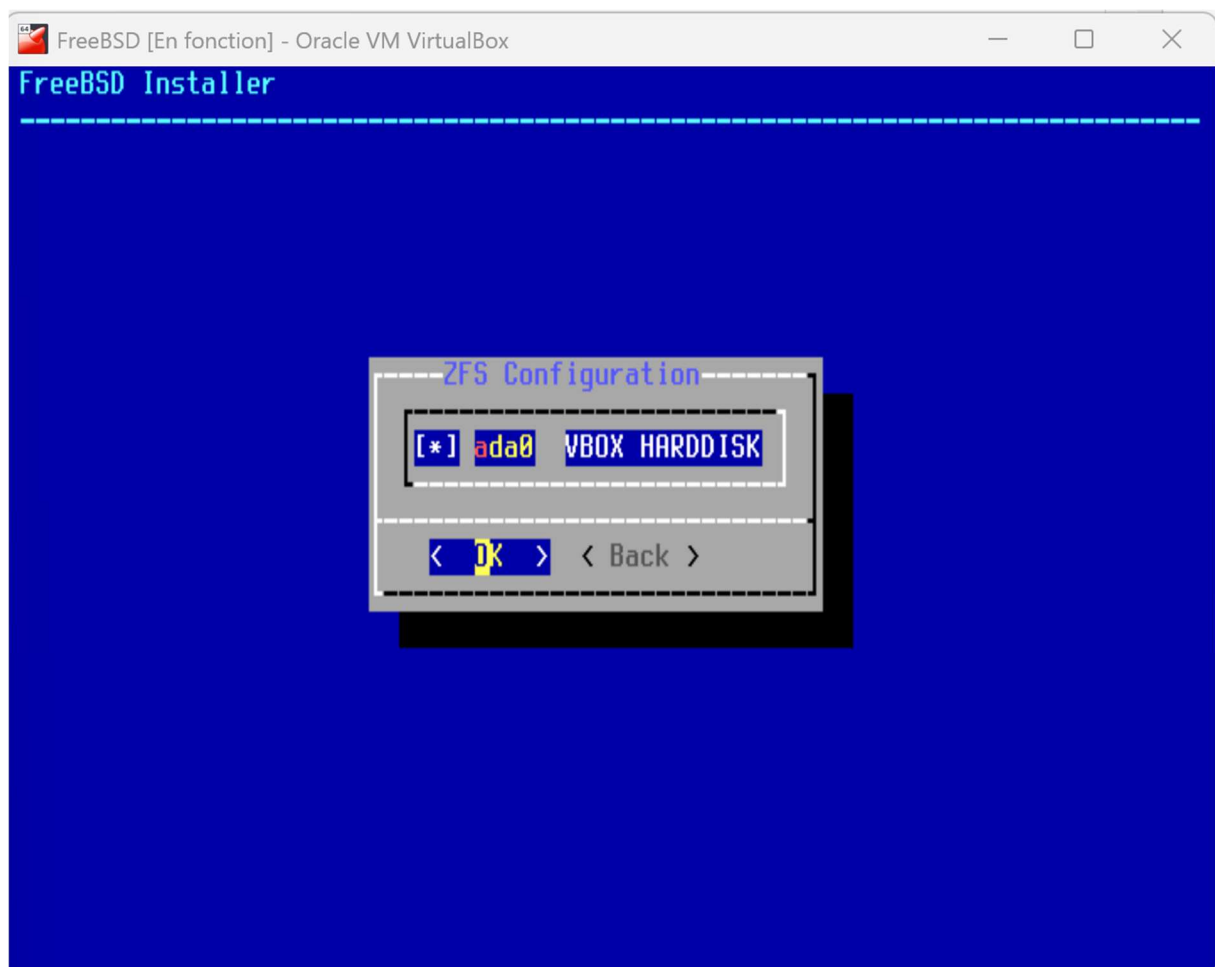 FreeBSD [En fonction] - Oracle VM VirtualBox
FreeBSD Installer
ZFS Configuration
[*] ada0 VBOX HARDDISK
< OK > < Back >